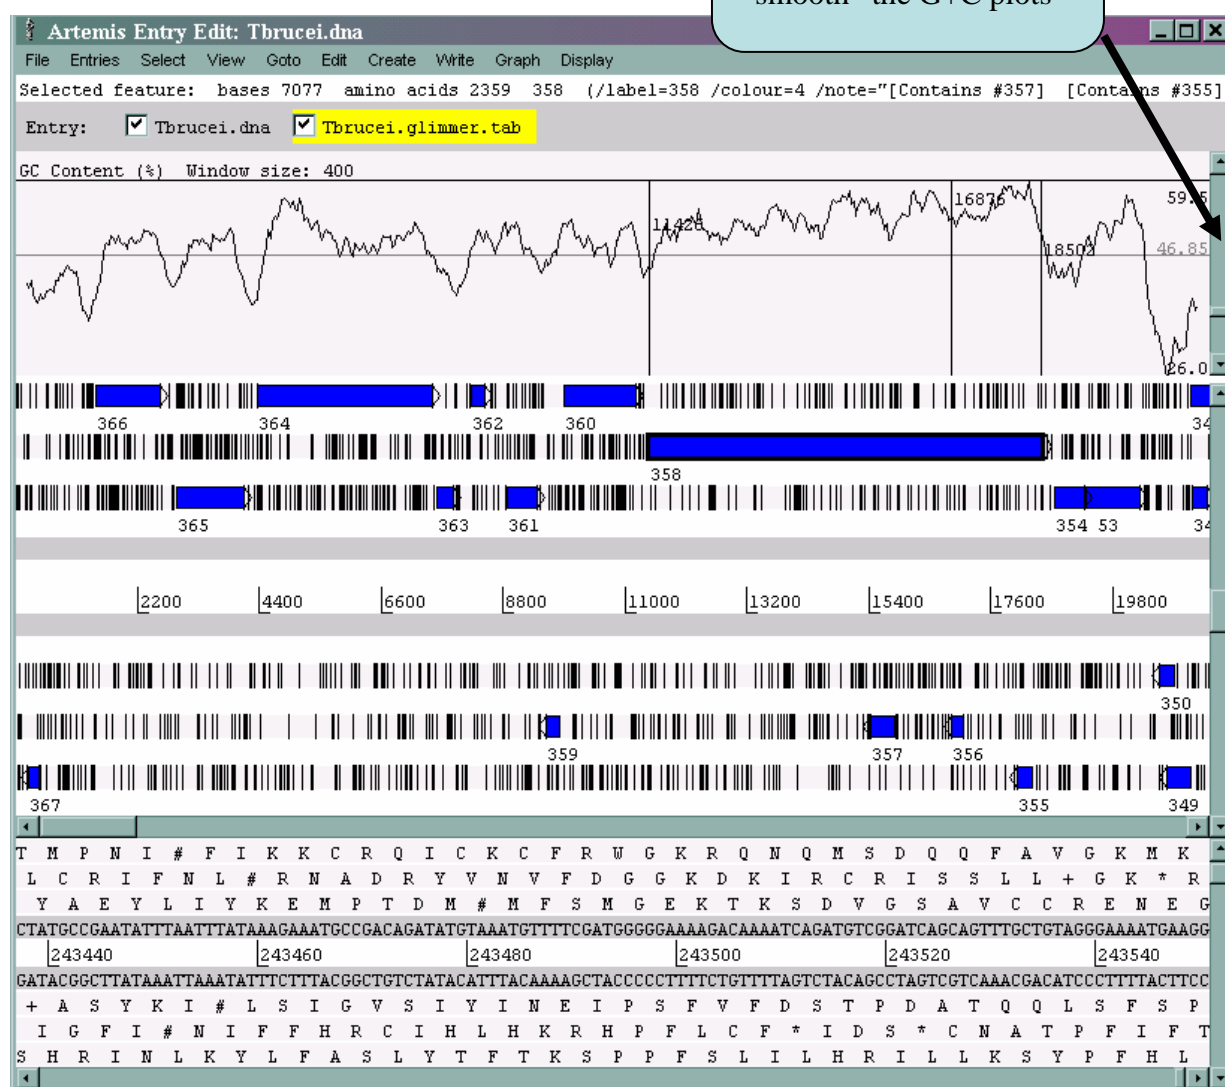 smooth" the G+C plots
Artemis Entry Edit: Tbrucei.dna
File Entries Select View Goto Edit Create Write Graph Display
Selected feature: bases 7077 amino acids 2359 358 (/label=358 /colour=4 /note="[Contains #357] [Contains #355]
Entry: Tbrucei.dna Tbrucei.glimmer.tab
GC Content (%) Window size: 400
59.5
16876
11426
18502 46.85
26.0
366 364 362 360 34
358
365 363 361 354 53 34
2200 4400 6600 8800 11000 13200 15400 17600 19800
350
359 357 356
367 355 349
T M P N I # F I K K C R Q I C K C F R W G K R Q N Q M S D Q Q F A V G K M K
L C R I F N L # R N A D R Y V N V F D G G K D K I R C R I S S L L + G K * R
Y A E Y L I Y K E M P T D M # M F S M G E K T K S D V G S A V C C R E N E G
CTATGCCGAATATTTAATTTATAAAGAAATGCCGACAGATATGTAAATGTTTTCGATGGGGGAAAAGACAAAATCAGATGTCGGATCAGCAGTTTGCTGTAGGGAAAATGAAGG
243440 243460 243480 243500 243520 243540
GATACGGCTTATAAATTAAATATTTCTTTACGGCTGTCTATACATTTACAAAAGCTACCCCCTTTTCTGTTTTAGTCTACAGCCTAGTCGTCAAACGACATCCCTTTTACTTCC
+ A S Y K I # L S I G V S I Y I N E I P S F V F D S T P D A T Q Q L S F S P
I G F I # N I F F H R C I H L H K R H P F L C F * I D S * C N A T P F I F T
S H R I N L K Y L F A S L Y T F T K S P P F S L I L H R I L L K S Y P F H L